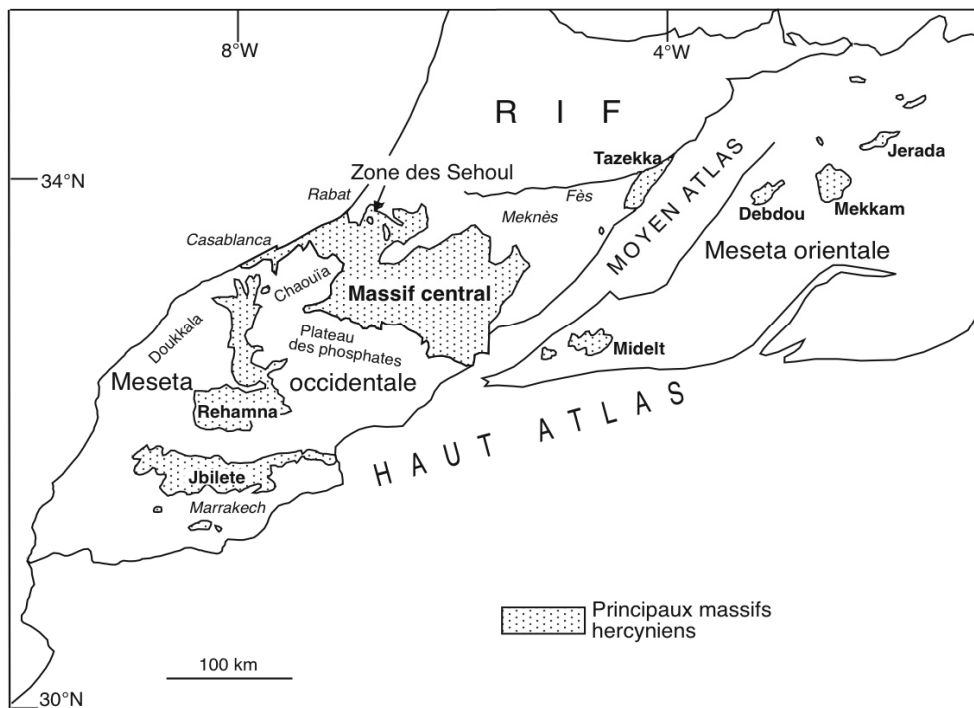 8°W
4°W
R I F
Tazekka
Jerada
Zone des Sehoul
34°N
Rabat
Fès
Meknès
MOYEN ATLAS
Debdou
Mekkam
Casablanca
Meseta orientale
Chaouïa
Massif central
Doukkala
Plateau
des phosphates
Midelt
Meseta occidentale
Rehamna
HAUT ATLAS
Jbilete
Marrakech
Principaux massifs
hercyniens
100 km
30°N